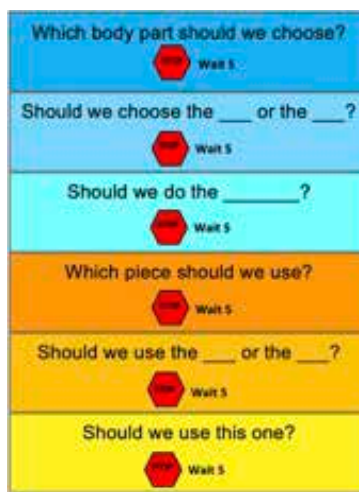 Which body part should we choose?
STOP Wait 5
Should we choose the ___ or the ___?
STOP Wait 5
Should we do the ________?
STOP Wait 5
Which piece should we use?
STOP Wait 5
Should we use the ___ or the ___?
STOP Wait 5
Should we use this one?
STOP Wait 5